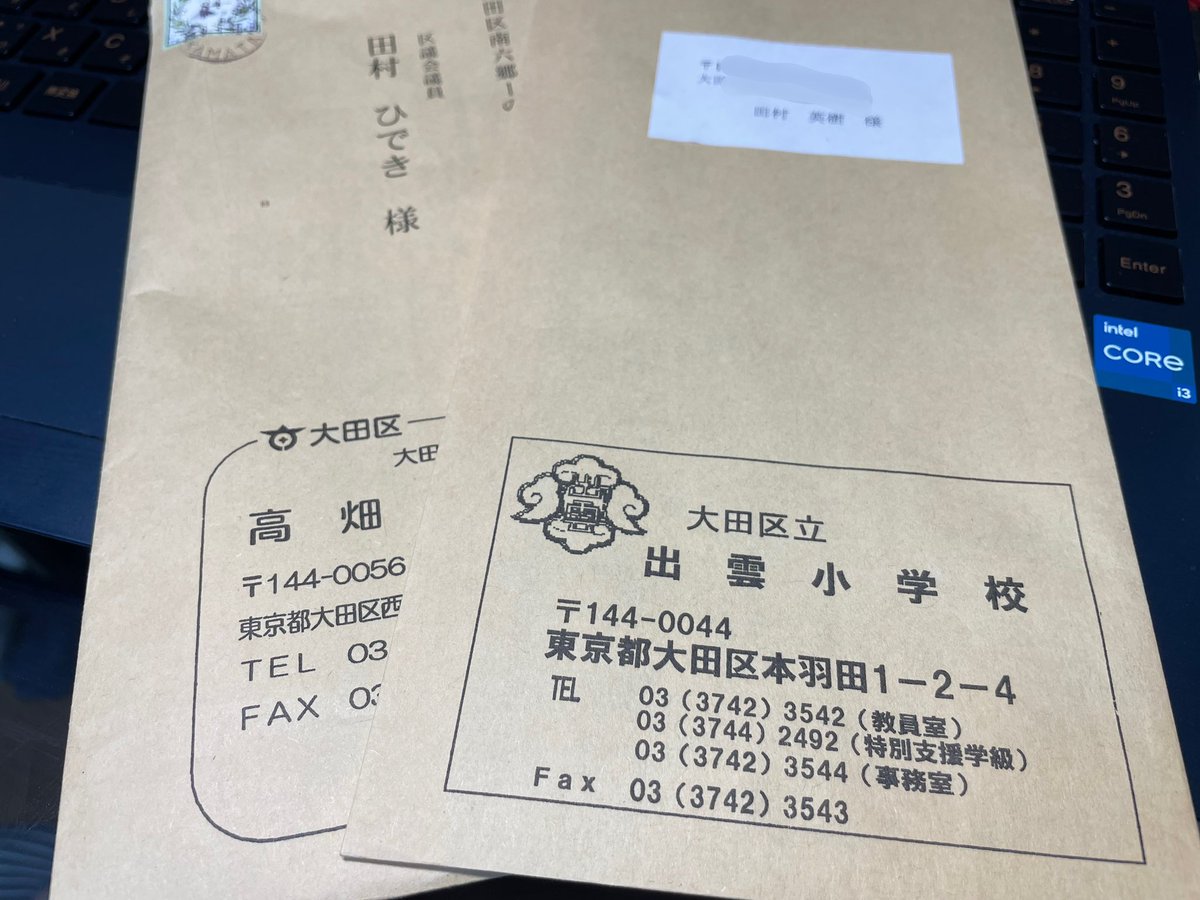 田区南六郷1
区議会議員
田村 ひでき 様
大田区
大田
高 畑
〒144-0056
東京都大田区西
TEL 03
FAX 03
田村 英樹 様
大田区立
出雲小学校
〒144-0044
東京都大田区本羽田1-2-4
TEL 03(3742)3542(教員室)
03(3744)2492(特別支援学級)
03(3742)3544(事務室)
Fax 03(3742)3543
intel
CORE
i3
X
C
9
PgUp
6
3
PgDn
Enter